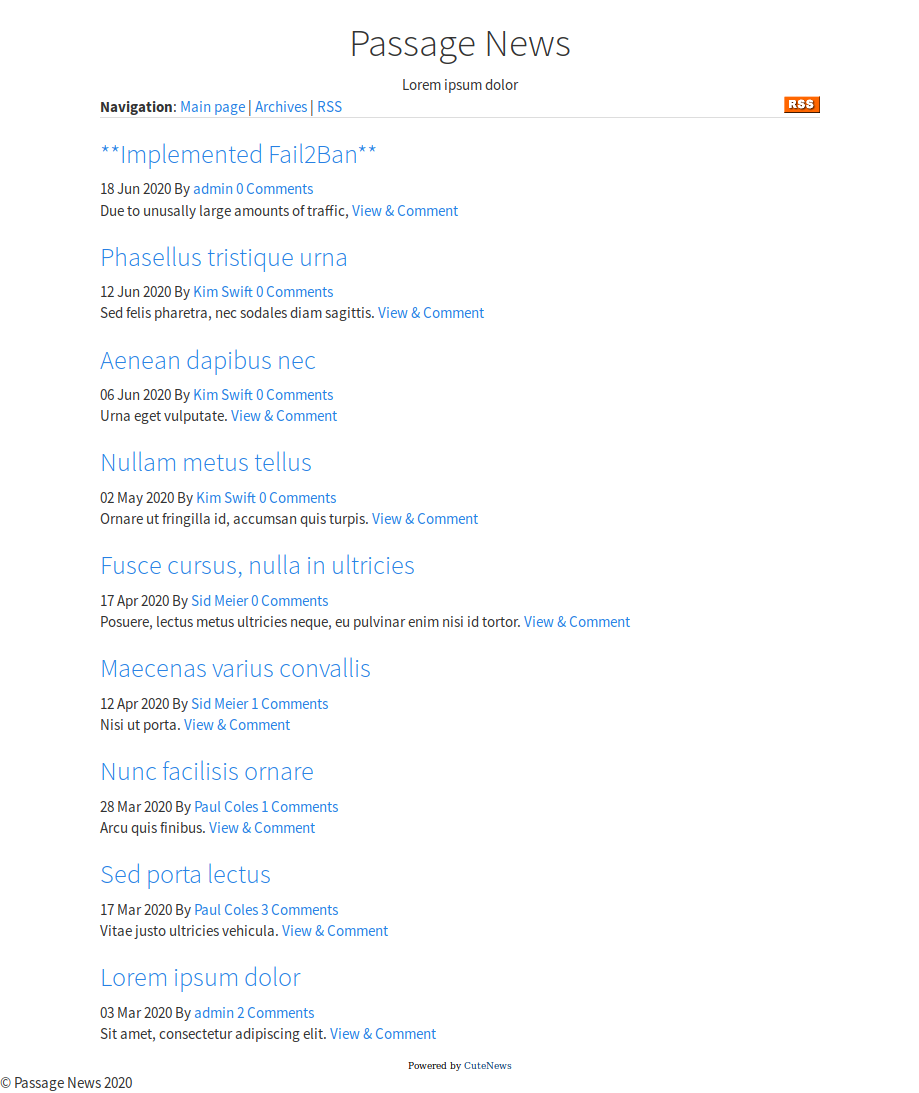 Passage News
Lorem ipsum dolor
Navigation: Main page | Archives | RSS
RSS
**Implemented Fail2Ban**
18 Jun 2020 By admin 0 Comments
Due to unusally large amounts of traffic, View & Comment
Phasellus tristique urna
12 Jun 2020 By Kim Swift 0 Comments
Sed felis pharetra, nec sodales diam sagittis. View & Comment
Aenean dapibus nec
06 Jun 2020 By Kim Swift 0 Comments
Urna eget vulputate. View & Comment
Nullam metus tellus
02 May 2020 By Kim Swift 0 Comments
Ornare ut fringilla id, accumsan quis turpis. View & Comment
Fusce cursus, nulla in ultricies
17 Apr 2020 By Sid Meier 0 Comments
Posuere, lectus metus ultricies neque, eu pulvinar enim nisi id tortor. View & Comment
Maecenas varius convallis
12 Apr 2020 By Sid Meier 1 Comments
Nisi ut porta. View & Comment
Nunc facilisis ornare
28 Mar 2020 By Paul Coles 1 Comments
Arcu quis finibus. View & Comment
Sed porta lectus
17 Mar 2020 By Paul Coles 3 Comments
Vitae justo ultricies vehicula. View & Comment
Lorem ipsum dolor
03 Mar 2020 By admin 2 Comments
Sit amet, consectetur adipiscing elit. View & Comment
Powered by CuteNews
© Passage News 2020